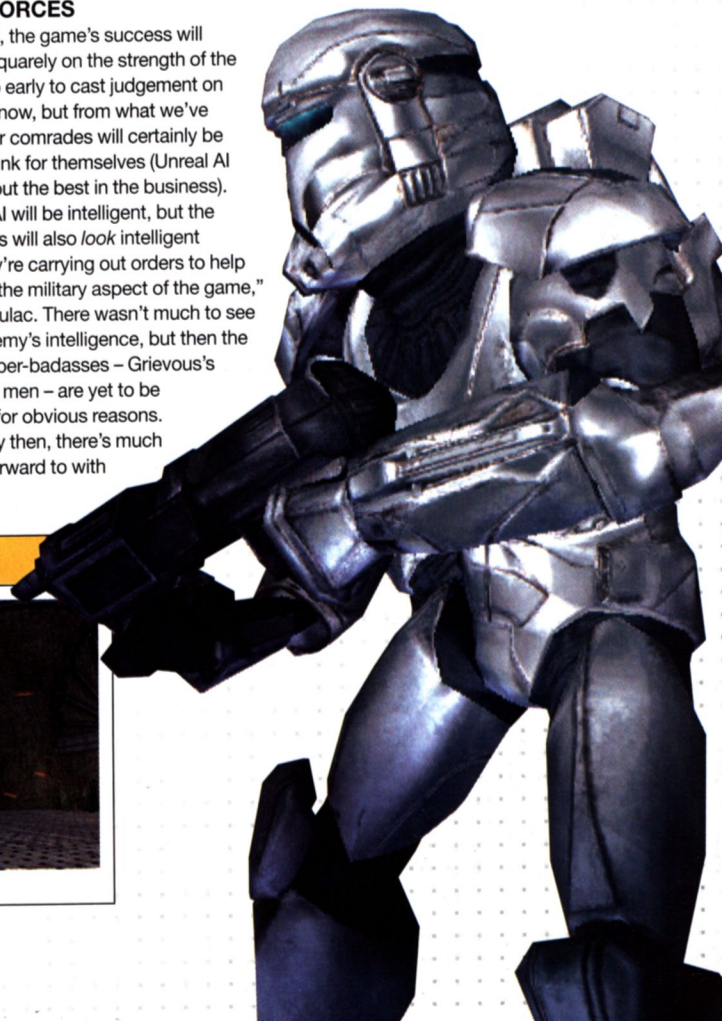 ORCES
, the game's success will
quarely on the strength of the
early to cast judgement on
now, but from what we've
r comrades will certainly be
nk for themselves (Unreal AI
out the best in the business).
AI will be intelligent, but the
s will also look intelligent
y're carrying out orders to help
the military aspect of the game,"
ulac. There wasn't much to see
emy's intelligence, but then the
per-badasses – Grievous's
men – are yet to be
for obvious reasons.
y then, there's much
rward to with